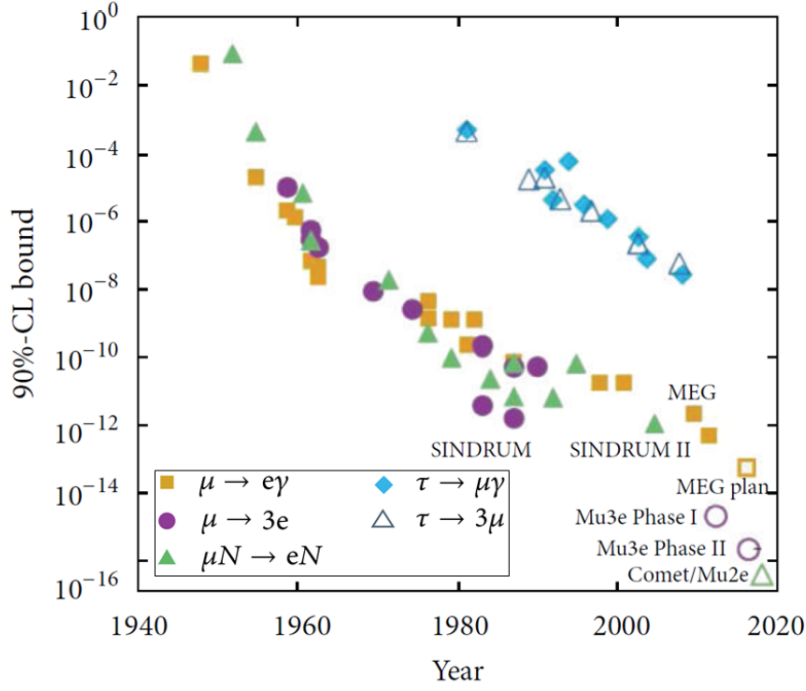 10⁰
10⁻²
10⁻⁴
10⁻⁶
10⁻⁸
10⁻¹⁰
10⁻¹²
10⁻¹⁴
10⁻¹⁶
90%-CL bound
MEG
SINDRUM
SINDRUM II
MEG plan
Mu3e Phase I
Mu3e Phase II
Comet/Mu2e
μ → eγ
μ → 3e
μN → eN
τ → μγ
τ → 3μ
1940 1960 1980 2000 2020
Year